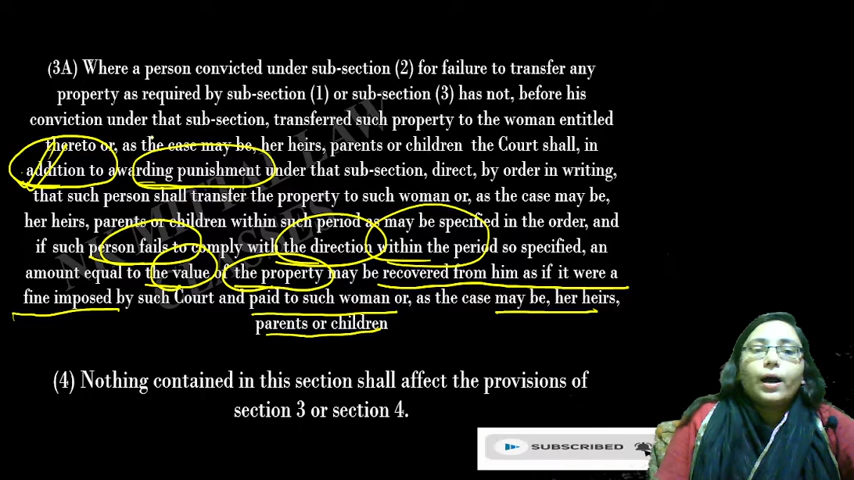 (3A) Where a person convicted under sub-section (2) for failure to transfer any
property as required by sub-section (1) or sub-section (3) has not, before his
conviction under that sub-section, transferred such property to the woman entitled
thereto or, as the case may be, her heirs, parents or children the Court shall, in
addition to awarding punishment under that sub-section, direct, by order in writing,
that such person shall transfer the property to such woman or, as the case may be,
her heirs, parents or children within such period as may be specified in the order, and
if such person fails to comply with the direction within the period so specified, an
amount equal to the value of the property may be recovered from him as if it were a
fine imposed by such Court and paid to such woman or, as the case may be, her heirs,
parents or children
(4) Nothing contained in this section shall affect the provisions of
section 3 or section 4.
SUBSCRIBED